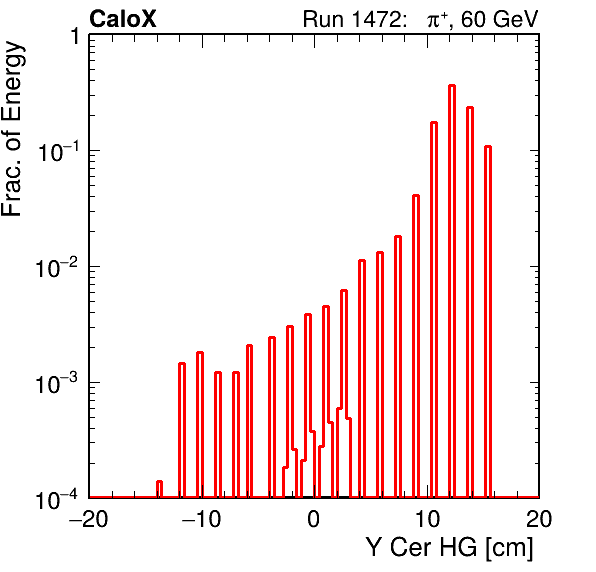 CaloX Run 1472: π⁺, 60 GeV
Frac. of Energy
1
10⁻¹
10⁻²
10⁻³
10⁻⁴
−20 −10 0 10 20
Y Cer HG [cm]